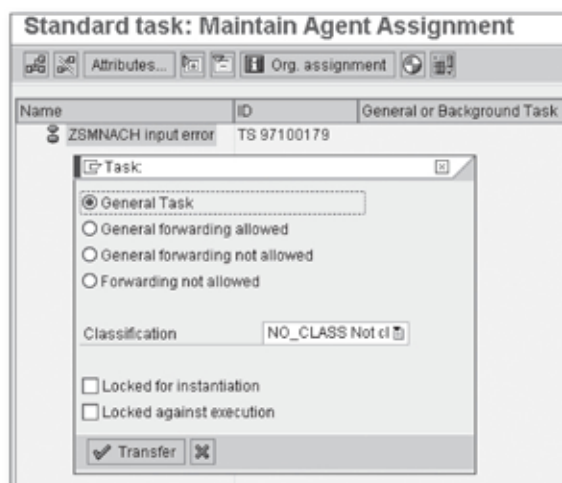 Standard task: Maintain Agent Assignment
Attributes... Org. assignment
Name ID General or Background Task
ZSMNACH input error TS 97100179
Task:
General Task
General forwarding allowed
General forwarding not allowed
Forwarding not allowed
Classification NO_CLASS Not cl
Locked for instantiation
Locked against execution
Transfer